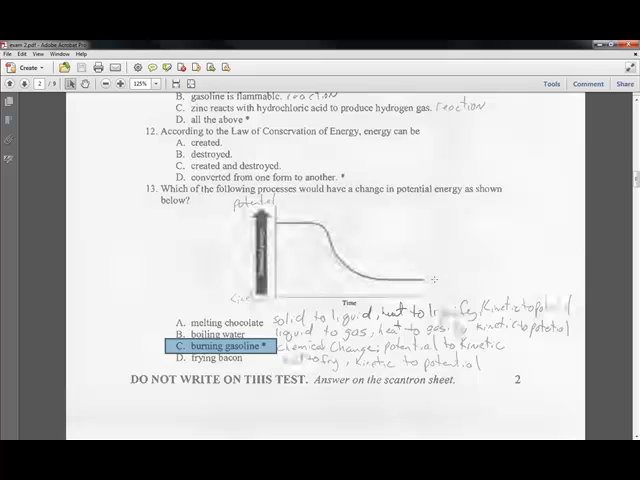 exam 2.pdf - Adobe Acrobat Pro
File Edit View Window Help
Create
2 / 9 125%
Tools Comment Share
B. gasoline is flammable. reaction
C. zinc reacts with hydrochloric acid to produce hydrogen gas. reaction
D. all the above *
12. According to the Law of Conservation of Energy, energy can be
A. created.
B. destroyed.
C. created and destroyed.
D. converted from one form to another. *
13. Which of the following processes would have a change in potential energy as shown
below?
potential
Time
A. melting chocolate solid to liquid, heat to kinetic to potential
B. boiling water liquid to gas, heat to gas kinetic to potential
C. burning gasoline * chemical change; potential to kinetic
D. frying bacon to fry, kinetic to potential
DO NOT WRITE ON THIS TEST. Answer on the scantron sheet. 2